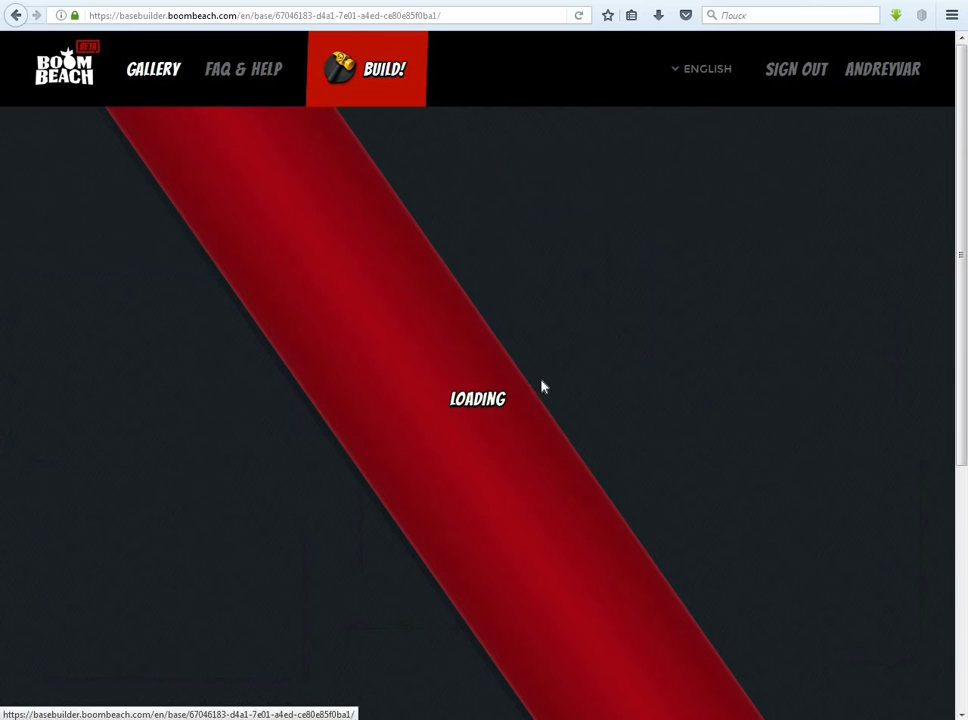 https://basebuilder.boombeach.com/en/base/67046183-d4a1-7e01-a4ed-ce80e85f0ba1/
Поиск
BETA
BOOM
BEACH
GALLERY
FAQ & HELP
BUILD!
ENGLISH
SIGN OUT
ANDREYVAR
LOADING
https://basebuilder.boombeach.com/en/base/67046183-d4a1-7e01-a4ed-ce80e85f0ba1/